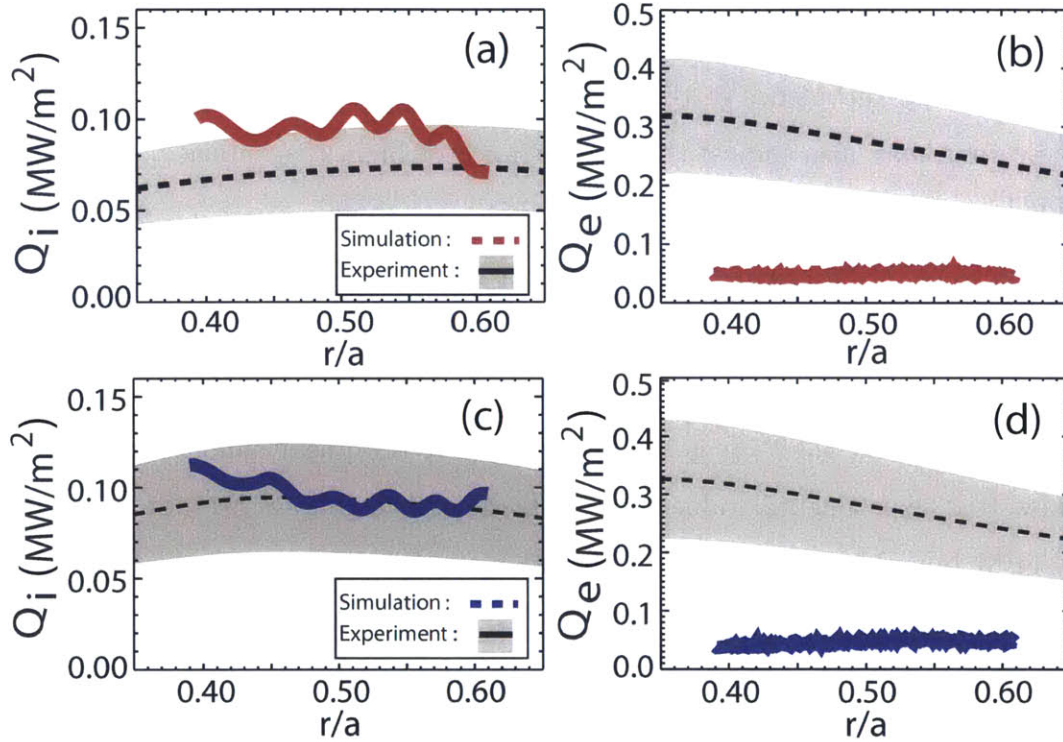 (a)
Q_i (MW/m^2)
0.15
0.10
0.05
0.00
0.40 0.50 0.60
r/a
Simulation :
Experiment :
(b)
Q_e (MW/m^2)
0.5
0.4
0.3
0.2
0.1
0.0
0.40 0.50 0.60
r/a
(c)
Q_i (MW/m^2)
0.15
0.10
0.05
0.00
0.40 0.50 0.60
r/a
Simulation :
Experiment :
(d)
Q_e (MW/m^2)
0.5
0.4
0.3
0.2
0.1
0.0
0.40 0.50 0.60
r/a